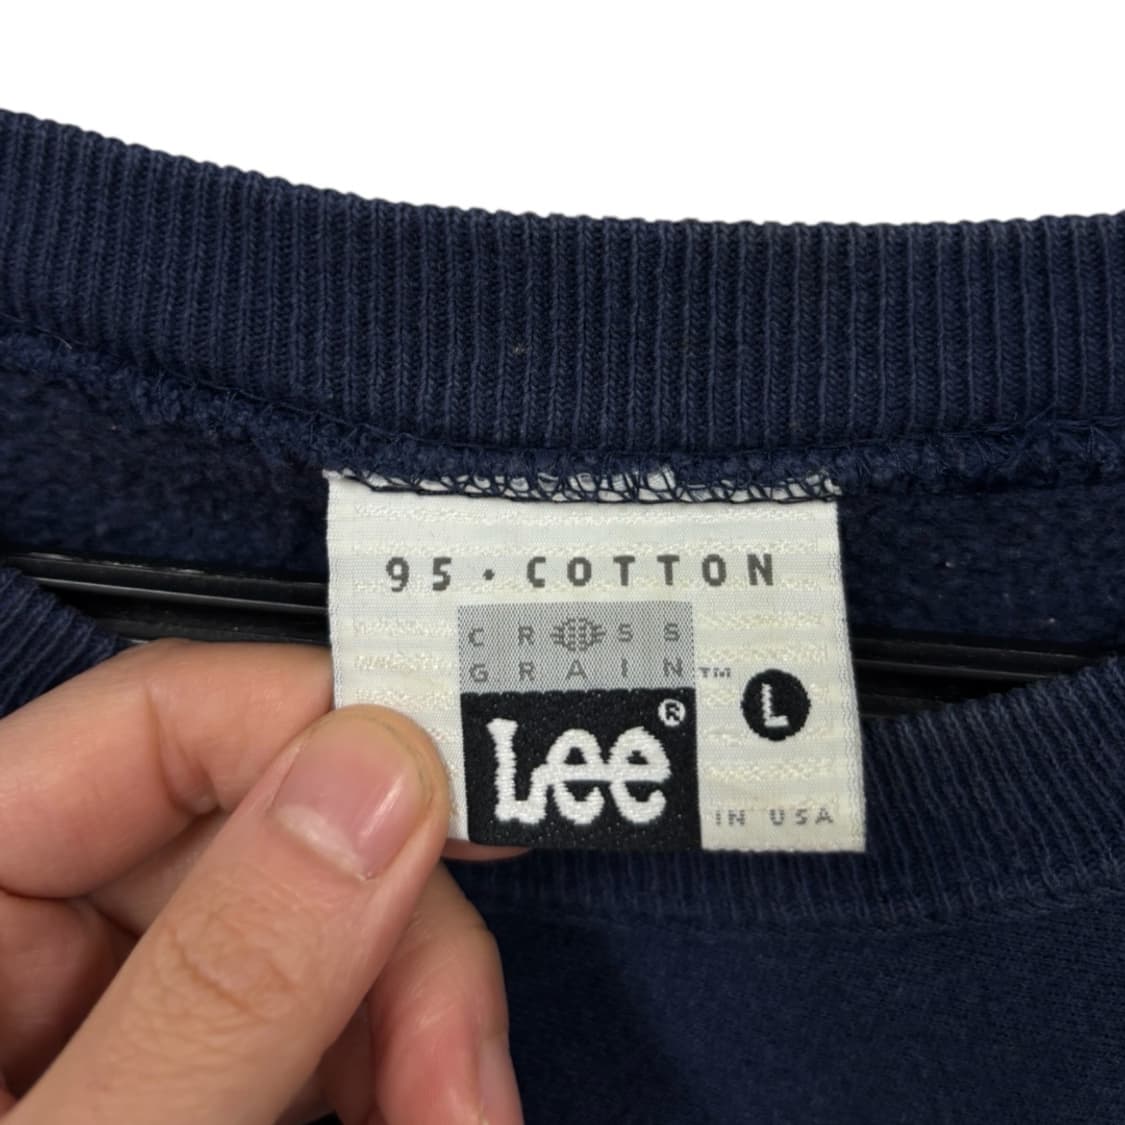 95 · COTTON
CROSS
GRAIN™
Lee®
L
IN USA